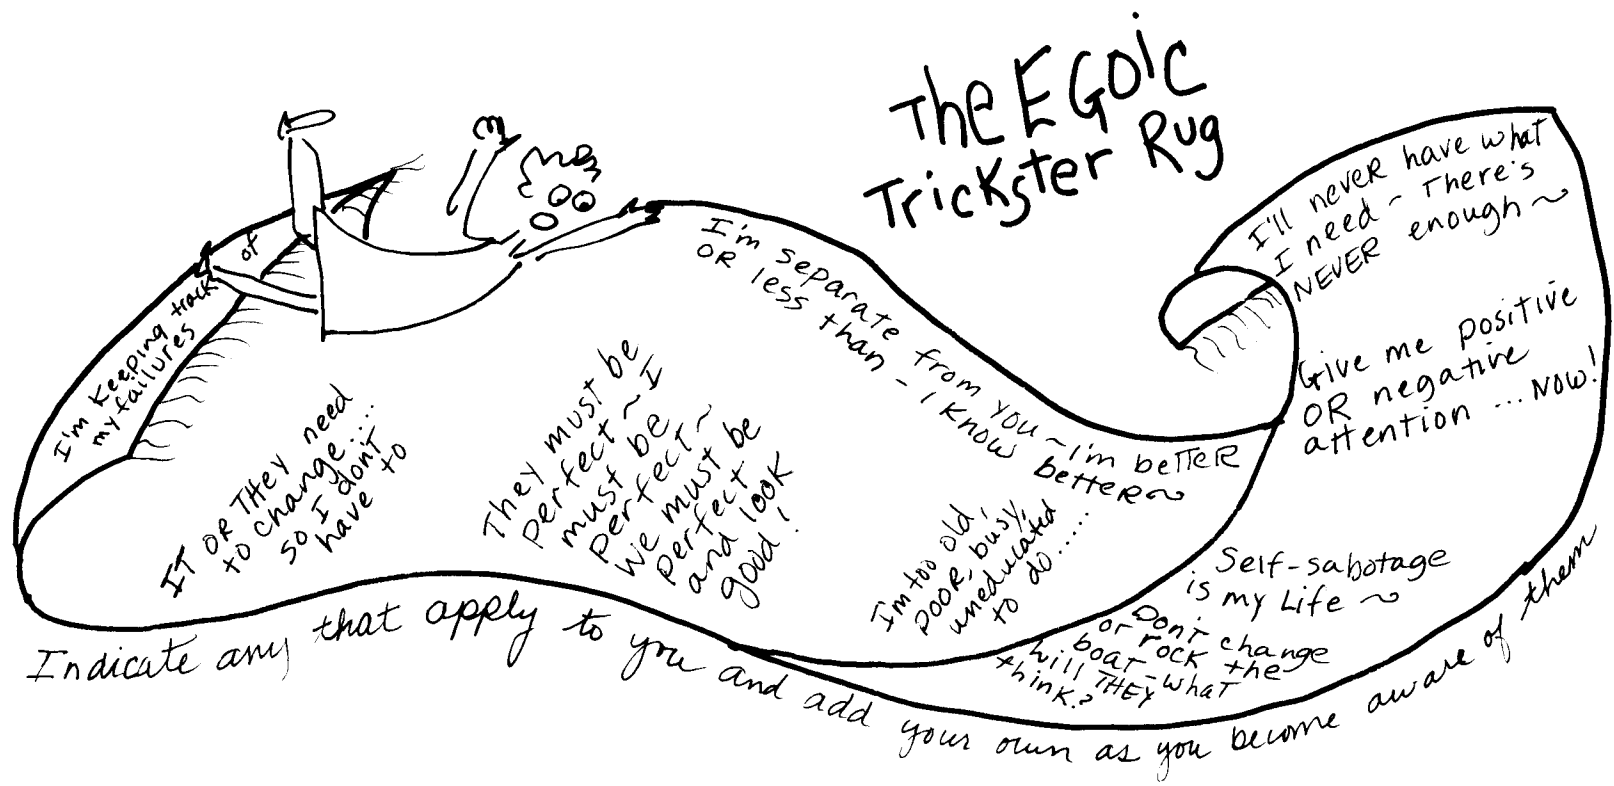 The EGOic
Trickster Rug
I'm keeping track of
my failures
IT OR THEY need
to change...
so I don't
have to
They must be
perfect ~ I
must be
perfect ~
We must be
perfect
and look
good!
I'm separate from you ~ i'm beTTER
OR less than - I know better ~
I'm too old,
POOR, busy,
uneducated
to do.....
I'll never have what
I need ~ There's
NEVER enough ~
Give me positive
OR negative
attention ... NOW!
Self-sabotage
is my Life ~
Don't change
or rock the
boat - what
will THEY
think?
Indicate any that apply to you and add your own as you become aware of them